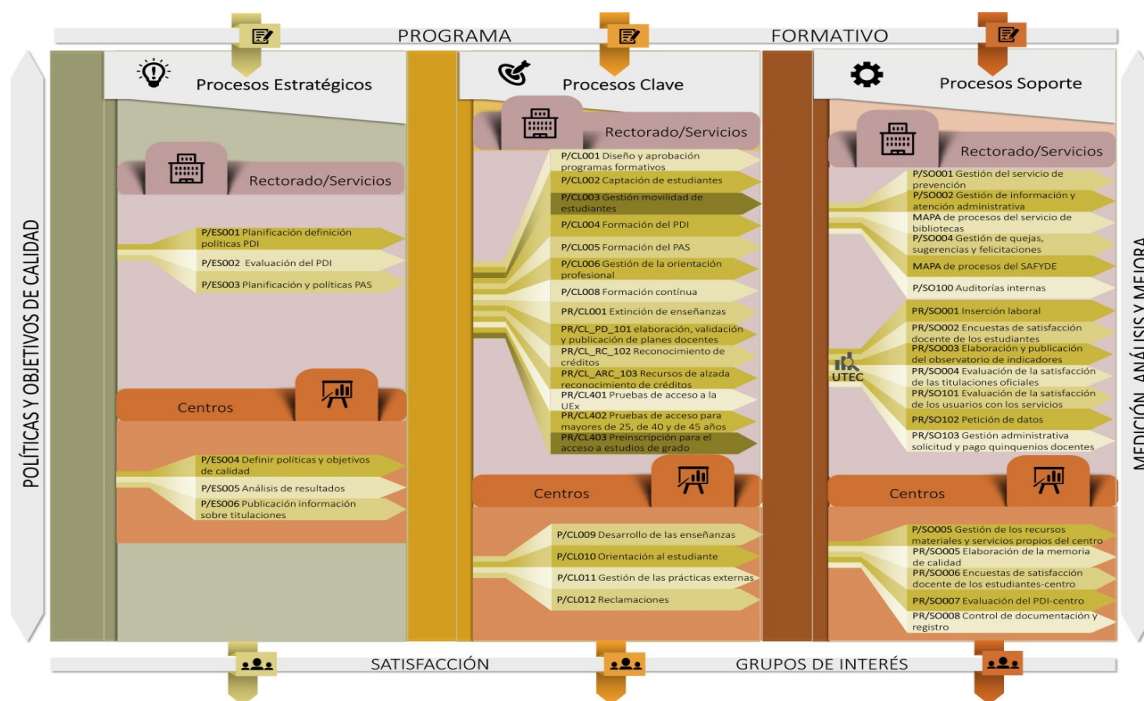 PROGRAMA
FORMATIVO
POLÍTICAS Y OBJETIVOS DE CALIDAD
Procesos Estratégicos
Rectorado/Servicios
P/ES001 Planificación definición
políticas PDI
P/ES002 Evaluación del PDI
P/ES003 Planificación y políticas PAS
Centros
P/ES004 Definir políticas y objetivos
de calidad
P/ES005 Análisis de resultados
P/ES006 Publicación información
sobre titulaciones
Procesos Clave
Rectorado/Servicios
P/CL001 Diseño y aprobación
programas formativos
P/CL002 Captación de estudiantes
P/CL003 Gestión movilidad de
estudiantes
P/CL004 Formación del PDI
P/CL005 Formación del PAS
P/CL006 Gestión de la orientación
profesional
P/CL008 Formación contínua
PR/CL001 Extinción de enseñanzas
PR/CL_PD_101 elaboración, validación
y publicación de planes docentes
PR/CL_RC_102 Reconocimiento de
créditos
PR/CL_ARC_103 Recursos de alzada
reconocimiento de créditos
PR/CL401 Pruebas de acceso a la
UEx
PR/CL402 Pruebas de acceso para
mayores de 25, de 40 y de 45 años
PR/CL403 Preinscripción para el
acceso a estudios de grado
Centros
P/CL009 Desarrollo de las enseñanzas
P/CL010 Orientación al estudiante
P/CL011 Gestión de las prácticas externas
P/CL012 Reclamaciones
Procesos Soporte
Rectorado/Servicios
P/SO001 Gestión del servicio de
prevención
P/SO002 Gestión de información y
atención administrativa
MAPA de procesos del servicio de
bibliotecas
P/SO004 Gestión de quejas,
sugerencias y felicitaciones
MAPA de procesos del SAFYDE
P/SO100 Auditorías internas
UTEC
PR/SO001 Inserción laboral
PR/SO002 Encuestas de satisfacción
docente de los estudiantes
PR/SO003 Elaboración y publicación
del observatorio de indicadores
PR/SO004 Evaluación de la satisfacción
de las titulaciones oficiales
PR/SO101 Evaluación de la satisfacción
de los usuarios con los servicios
PR/SO102 Petición de datos
PR/SO103 Gestión administrativa
solicitud y pago quinquenios docentes
Centros
P/SO005 Gestión de los recursos
materiales y servicios propios del centro
PR/SO005 Elaboración de la memoria
de calidad
PR/SO006 Encuestas de satisfacción
docente de los estudiantes-centro
PR/SO007 Evaluación del PDI-centro
PR/SO008 Control de documentación y
registro
MEDICIÓN, ANÁLISIS Y MEJORA
SATISFACCIÓN
GRUPOS DE INTERÉS